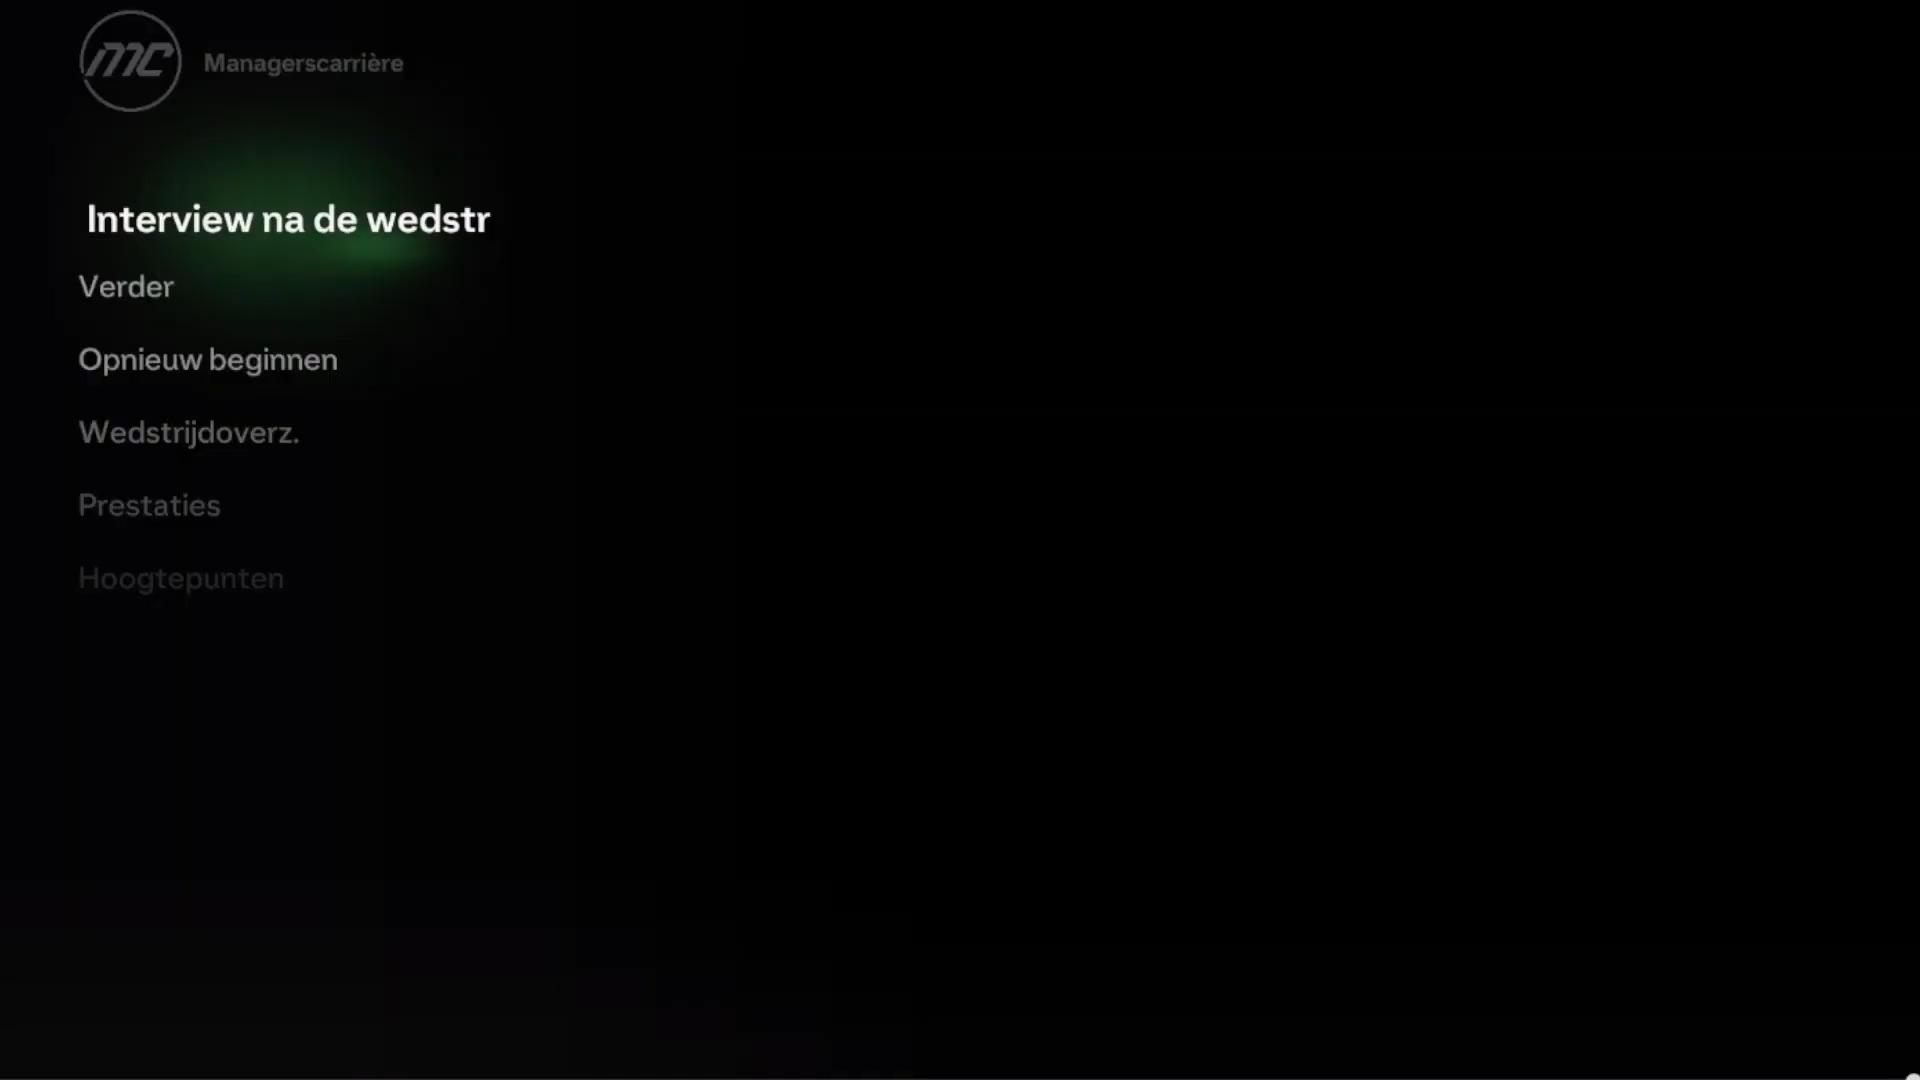 MC Managerscarrière
Interview na de wedstr
Verder
Opnieuw beginnen
Wedstrijdoverz.
Prestaties
Hoogtepunten